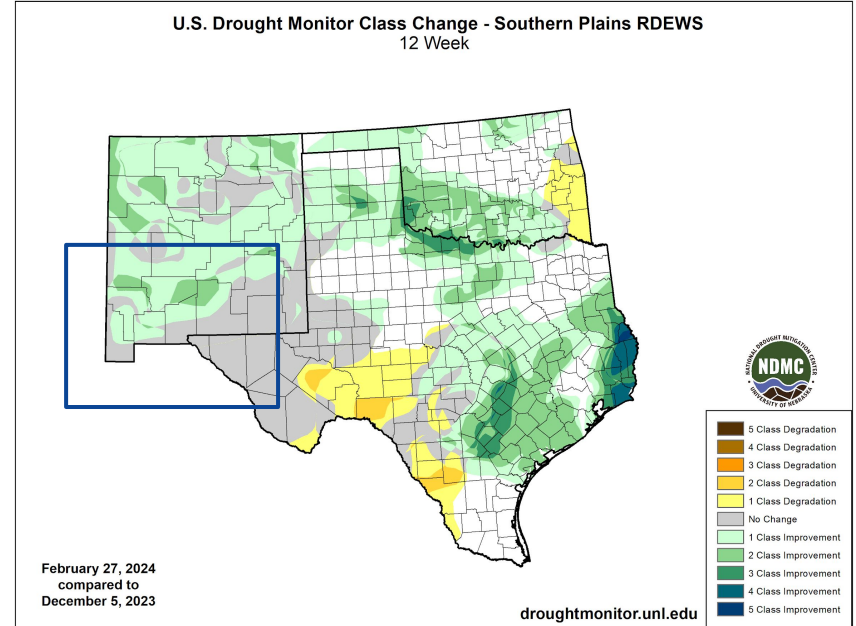 U.S. Drought Monitor Class Change - Southern Plains RDEWS
12 Week
NATIONAL DROUGHT MITIGATION CENTER
NDMC
UNIVERSITY OF NEBRASKA
5 Class Degradation
4 Class Degradation
3 Class Degradation
2 Class Degradation
1 Class Degradation
No Change
1 Class Improvement
2 Class Improvement
3 Class Improvement
4 Class Improvement
5 Class Improvement
February 27, 2024
compared to
December 5, 2023
droughtmonitor.unl.edu